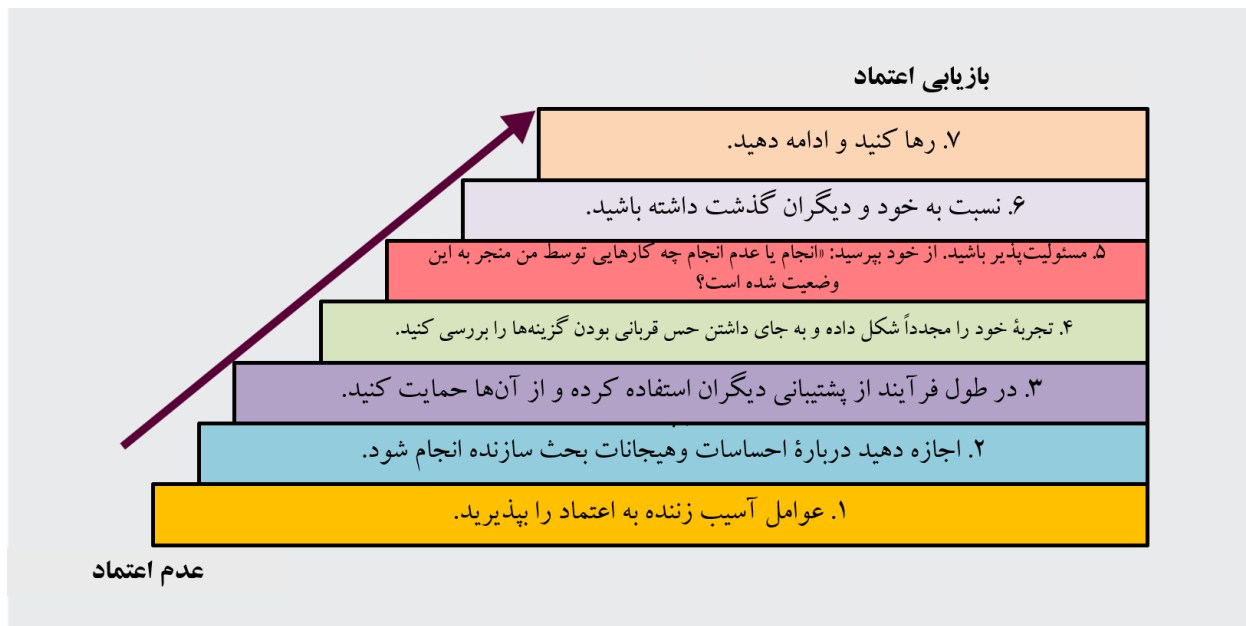 بازیابی اعتماد
۷. رها کنید و ادامه دهید.
۶. نسبت به خود و دیگران گذشت داشته باشید.
۵. مسئولیت‌پذیر باشید. از خود بپرسید: «انجام یا عدم انجام چه کارهایی توسط من منجر به این
وضعیت شده است؟
۴. تجربهٔ خود را مجدداً شکل داده و به جای داشتن حس قربانی بودن گزینه‌ها را بررسی کنید.
۳. در طول فرآیند از پشتیبانی دیگران استفاده کرده و از آن‌ها حمایت کنید.
۲. اجازه دهید دربارهٔ احساسات وهیجانات بحث سازنده انجام شود.
۱. عوامل آسیب زننده به اعتماد را بپذیرید.
عدم اعتماد